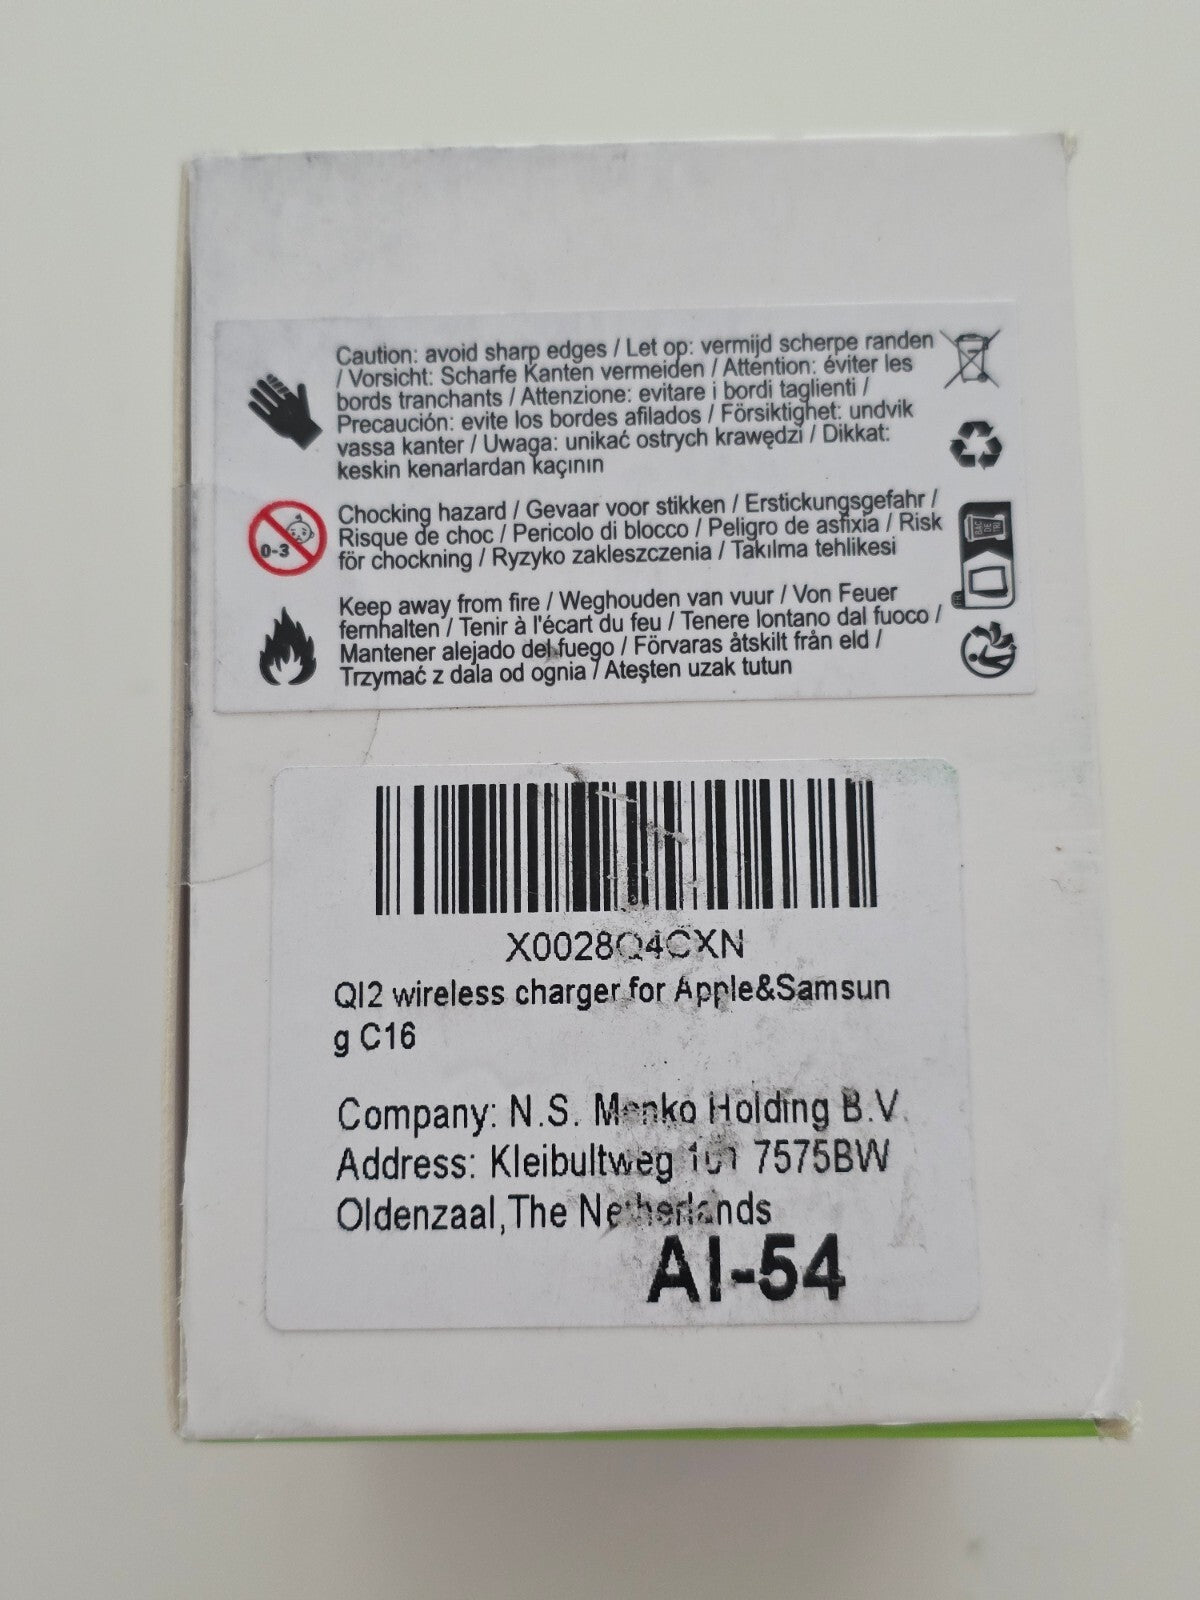 Caution: avoid sharp edges / Let op: vermijd scherpe randen
/ Vorsicht: Scharfe Kanten vermeiden / Attention: éviter les
bords tranchants / Attenzione: evitare i bordi taglienti /
Precaución: evite los bordes afilados / Försiktighet: undvik
vassa kanter / Uwaga: unikać ostrych krawędzi / Dikkat:
keskin kenarlardan kaçının
0-3
Chocking hazard / Gevaar voor stikken / Erstickungsgefahr /
Risque de choc / Pericolo di blocco / Peligro de asfixia / Risk
för chockning / Ryzyko zakleszczenia / Takılma tehlikesi
Keep away from fire / Weghouden van vuur / Von Feuer
fernhalten / Tenir à l'écart du feu / Tenere lontano dal fuoco /
Mantener alejado del fuego / Förvaras åtskilt från eld /
Trzymać z dala od ognia / Ateşten uzak tutun
BAC
DE
TRI
X0028Q4CXN
QI2 wireless charger for Apple&Samsun
g C16
Company: N.S. Menko Holding B.V.
Address: Kleibultweg 7575BW
Oldenzaal,The Netherlands
AI-54